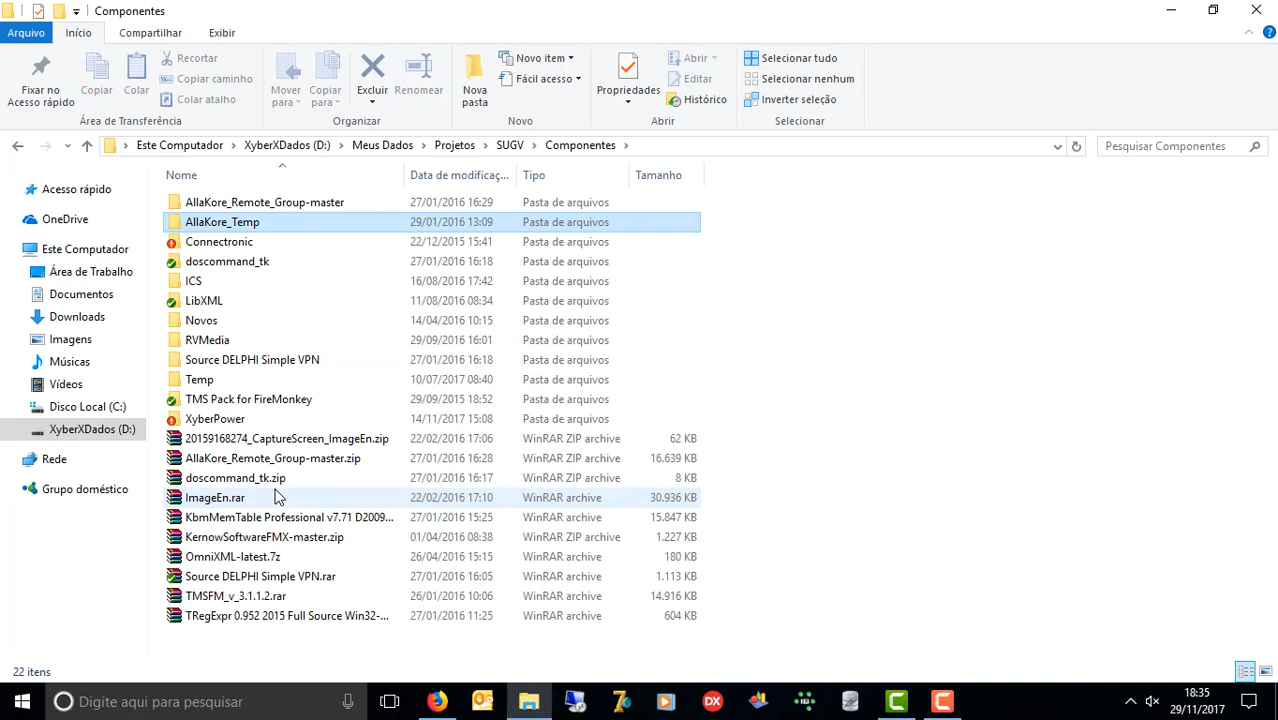 Componentes
Arquivo Início Compartilhar Exibir
Fixar no Acesso rápido
Copiar
Colar
Recortar
Copiar caminho
Colar atalho
Área de Transferência
Mover para
Copiar para
Excluir
Renomear
Organizar
Nova pasta
Novo item
Fácil acesso
Novo
Propriedades
Abrir
Editar
Histórico
Abrir
Selecionar tudo
Selecionar nenhum
Inverter seleção
Selecionar
Este Computador > XyberXDados (D:) > Meus Dados > Projetos > SUGV > Componentes >
Pesquisar Componentes
Acesso rápido
OneDrive
Este Computador
Área de Trabalho
Documentos
Downloads
Imagens
Músicas
Vídeos
Disco Local (C:)
XyberXDados (D:)
Rede
Grupo doméstico
Nome Data de modificaç... Tipo Tamanho
AllaKore_Remote_Group-master 27/01/2016 16:29 Pasta de arquivos
AllaKore_Temp 29/01/2016 13:09 Pasta de arquivos
Connectronic 22/12/2015 15:41 Pasta de arquivos
doscommand_tk 27/01/2016 16:18 Pasta de arquivos
ICS 16/08/2016 17:42 Pasta de arquivos
LibXML 11/08/2016 08:34 Pasta de arquivos
Novos 14/04/2016 10:15 Pasta de arquivos
RVMedia 29/09/2016 16:01 Pasta de arquivos
Source DELPHI Simple VPN 27/01/2016 16:18 Pasta de arquivos
Temp 10/07/2017 08:40 Pasta de arquivos
TMS Pack for FireMonkey 29/09/2015 18:52 Pasta de arquivos
XyberPower 14/11/2017 15:08 Pasta de arquivos
20159168274_CaptureScreen_ImageEn.zip 22/02/2016 17:06 WinRAR ZIP archive 62 KB
AllaKore_Remote_Group-master.zip 27/01/2016 16:28 WinRAR ZIP archive 16.639 KB
doscommand_tk.zip 27/01/2016 16:17 WinRAR ZIP archive 8 KB
ImageEn.rar 22/02/2016 17:10 WinRAR archive 30.936 KB
KbmMemTable Professional v7.71 D2009... 27/01/2016 15:25 WinRAR archive 15.847 KB
KernowSoftwareFMX-master.zip 01/04/2016 08:38 WinRAR ZIP archive 1.227 KB
OmniXML-latest.7z 26/04/2016 15:15 WinRAR archive 180 KB
Source DELPHI Simple VPN.rar 27/01/2016 16:05 WinRAR archive 1.113 KB
TMSFM_v_3.1.1.2.rar 26/01/2016 10:06 WinRAR archive 14.916 KB
TRegExpr 0.952 2015 Full Source Win32-... 27/01/2016 11:25 WinRAR archive 604 KB
22 itens
Digite aqui para pesquisar
DX
18:35
29/11/2017